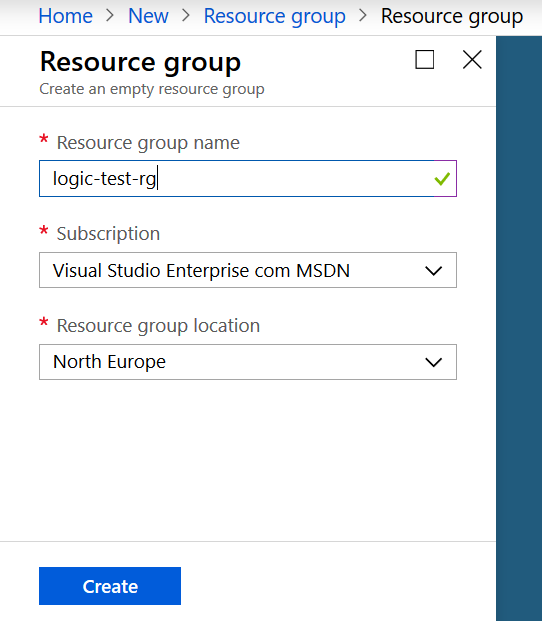 Home > New > Resource group > Resource group
Resource group
Create an empty resource group
* Resource group name
logic-test-rg
* Subscription
Visual Studio Enterprise com MSDN
* Resource group location
North Europe
Create